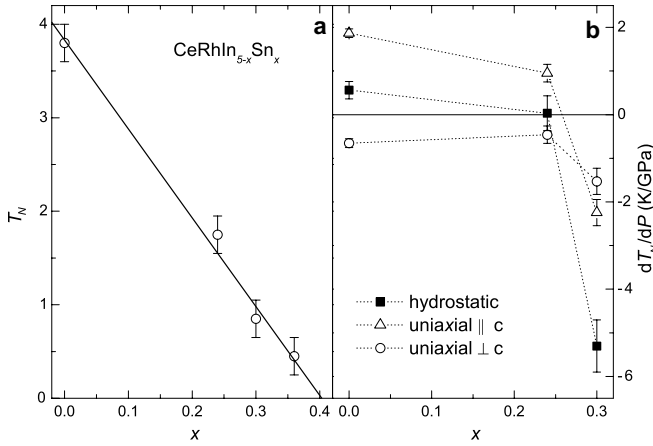 a
CeRhIn5-xSnx
T_N
4
3
2
1
0
0.0
0.1
0.2
0.3
0.4
x
b
hydrostatic
uniaxial || c
uniaxial ⊥ c
2
0
-2
-4
-6
dT_N/dP (K/GPa)
0.0
0.1
0.2
0.3
x